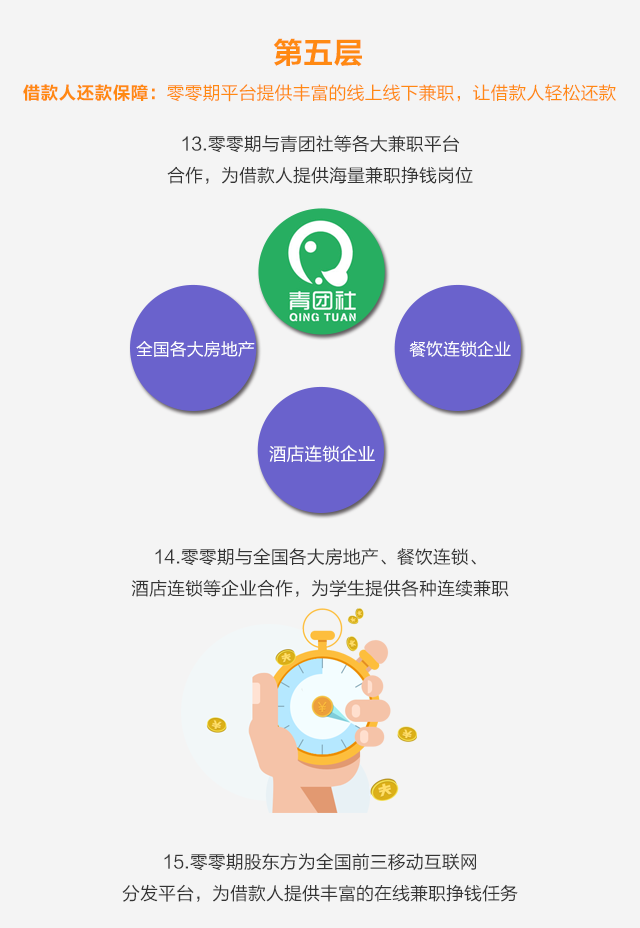 第五层
借款人还款保障：零零期平台提供丰富的线上线下兼职，让借款人轻松还款
13.零零期与青团社等各大兼职平台
合作，为借款人提供海量兼职挣钱岗位
青团社
QING TUAN
全国各大房地产
餐饮连锁企业
酒店连锁企业
14.零零期与全国各大房地产、餐饮连锁、
酒店连锁等企业合作，为学生提供各种连续兼职
15.零零期股东方为全国前三移动互联网
分发平台，为借款人提供丰富的在线兼职挣钱任务